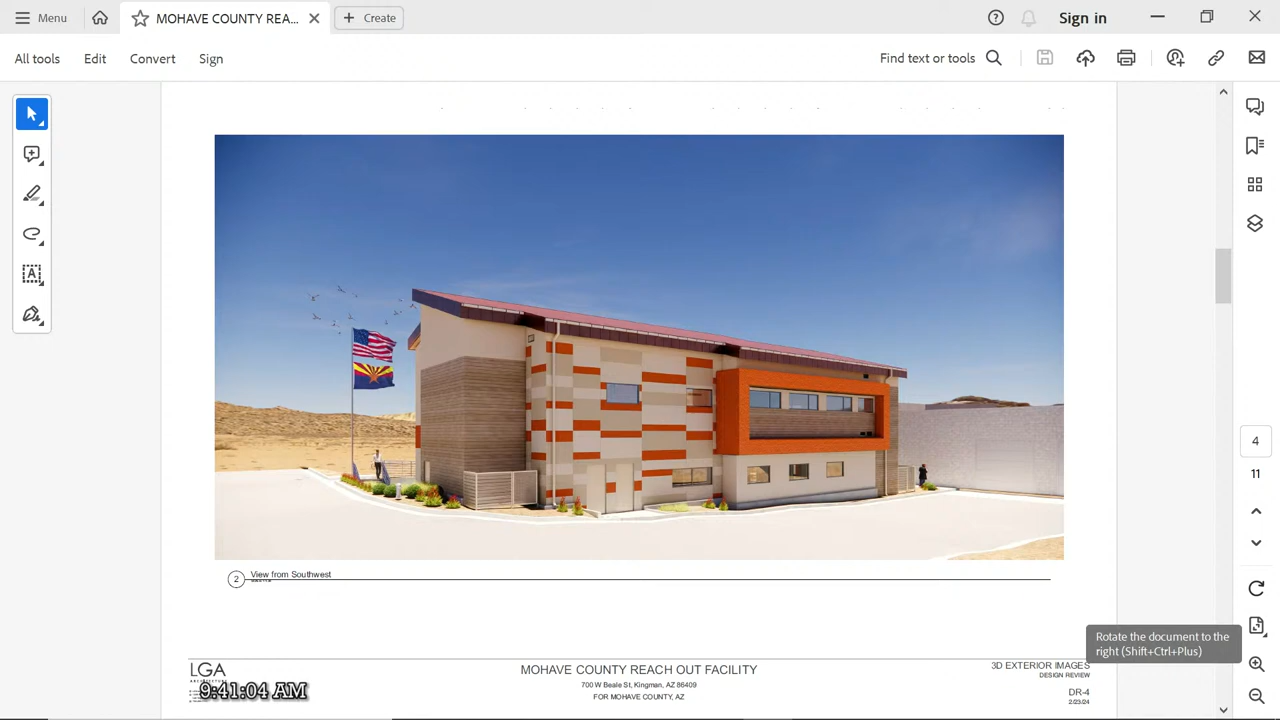 Menu
MOHAVE COUNTY REA...
Create
Sign in
All tools
Edit
Convert
Sign
Find text or tools
2
View from Southwest
4
11
Rotate the document to the
right (Shift+Ctrl+Plus)
LGA
9:41:04 AM
MOHAVE COUNTY REACH OUT FACILITY
700 W Beale St, Kingman, AZ 86409
FOR MOHAVE COUNTY, AZ
3D EXTERIOR IMAGES
DESIGN REVIEW
DR-4
2/23/24